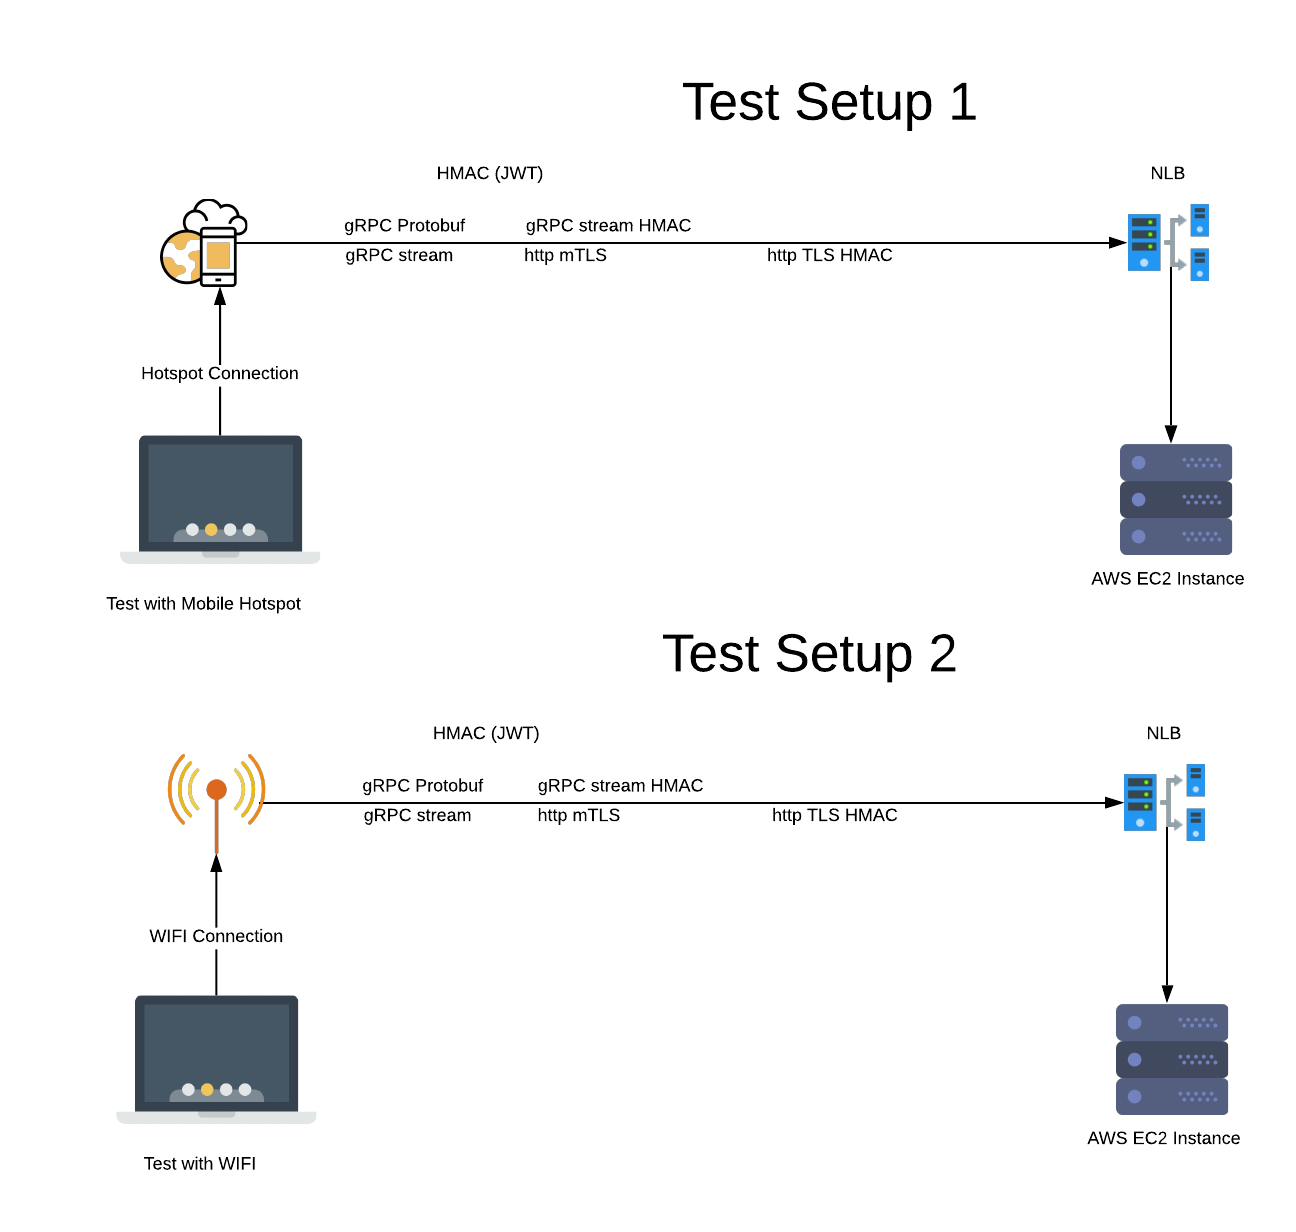 Test Setup 1
HMAC (JWT)
NLB
gRPC Protobuf
gRPC stream HMAC
gRPC stream
http mTLS
http TLS HMAC
Hotspot Connection
AWS EC2 Instance
Test with Mobile Hotspot
Test Setup 2
HMAC (JWT)
NLB
gRPC Protobuf
gRPC stream HMAC
gRPC stream
http mTLS
http TLS HMAC
WIFI Connection
AWS EC2 Instance
Test with WIFI